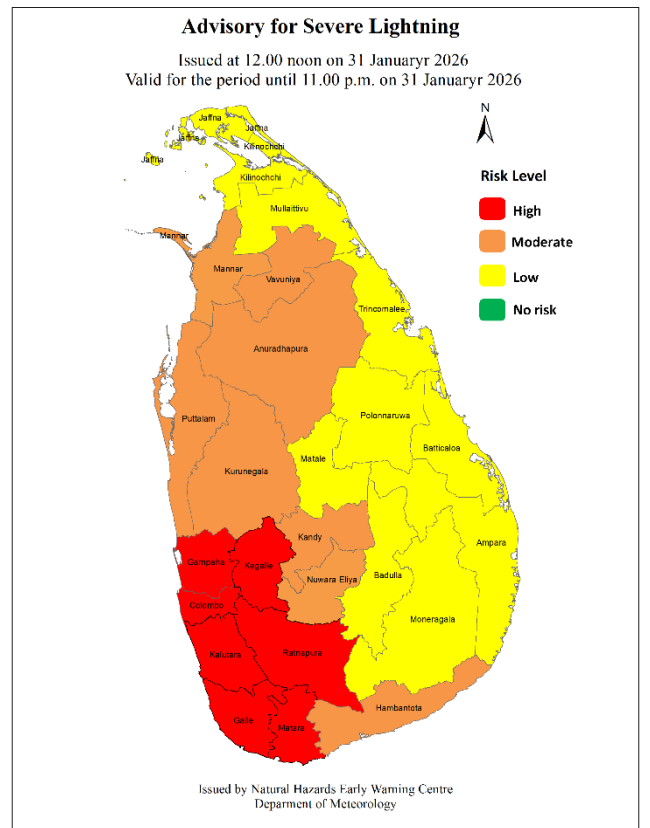 Advisory for Severe Lightning
Issued at 12.00 noon on 31 Januaryr 2026
Valid for the period until 11.00 p.m. on 31 Januaryr 2026
N
Risk Level
High
Moderate
Low
No risk
Jaffna
Jaffna
Jaffna
Kilinochchi
Jaffna
Kilinochchi
Mullaittivu
Mannar
Mannar
Vavuniya
Trincomalee
Anuradhapura
Polonnaruwa
Puttalam
Batticaloa
Matale
Kurunegala
Kandy
Ampara
Gampaha
Kegalle
Nuwara Eliya
Badulla
Colombo
Moneragala
Kalutara
Ratnapura
Hambantota
Galle
Matara
Issued by Natural Hazards Early Warning Centre
Deparment of Meteorology